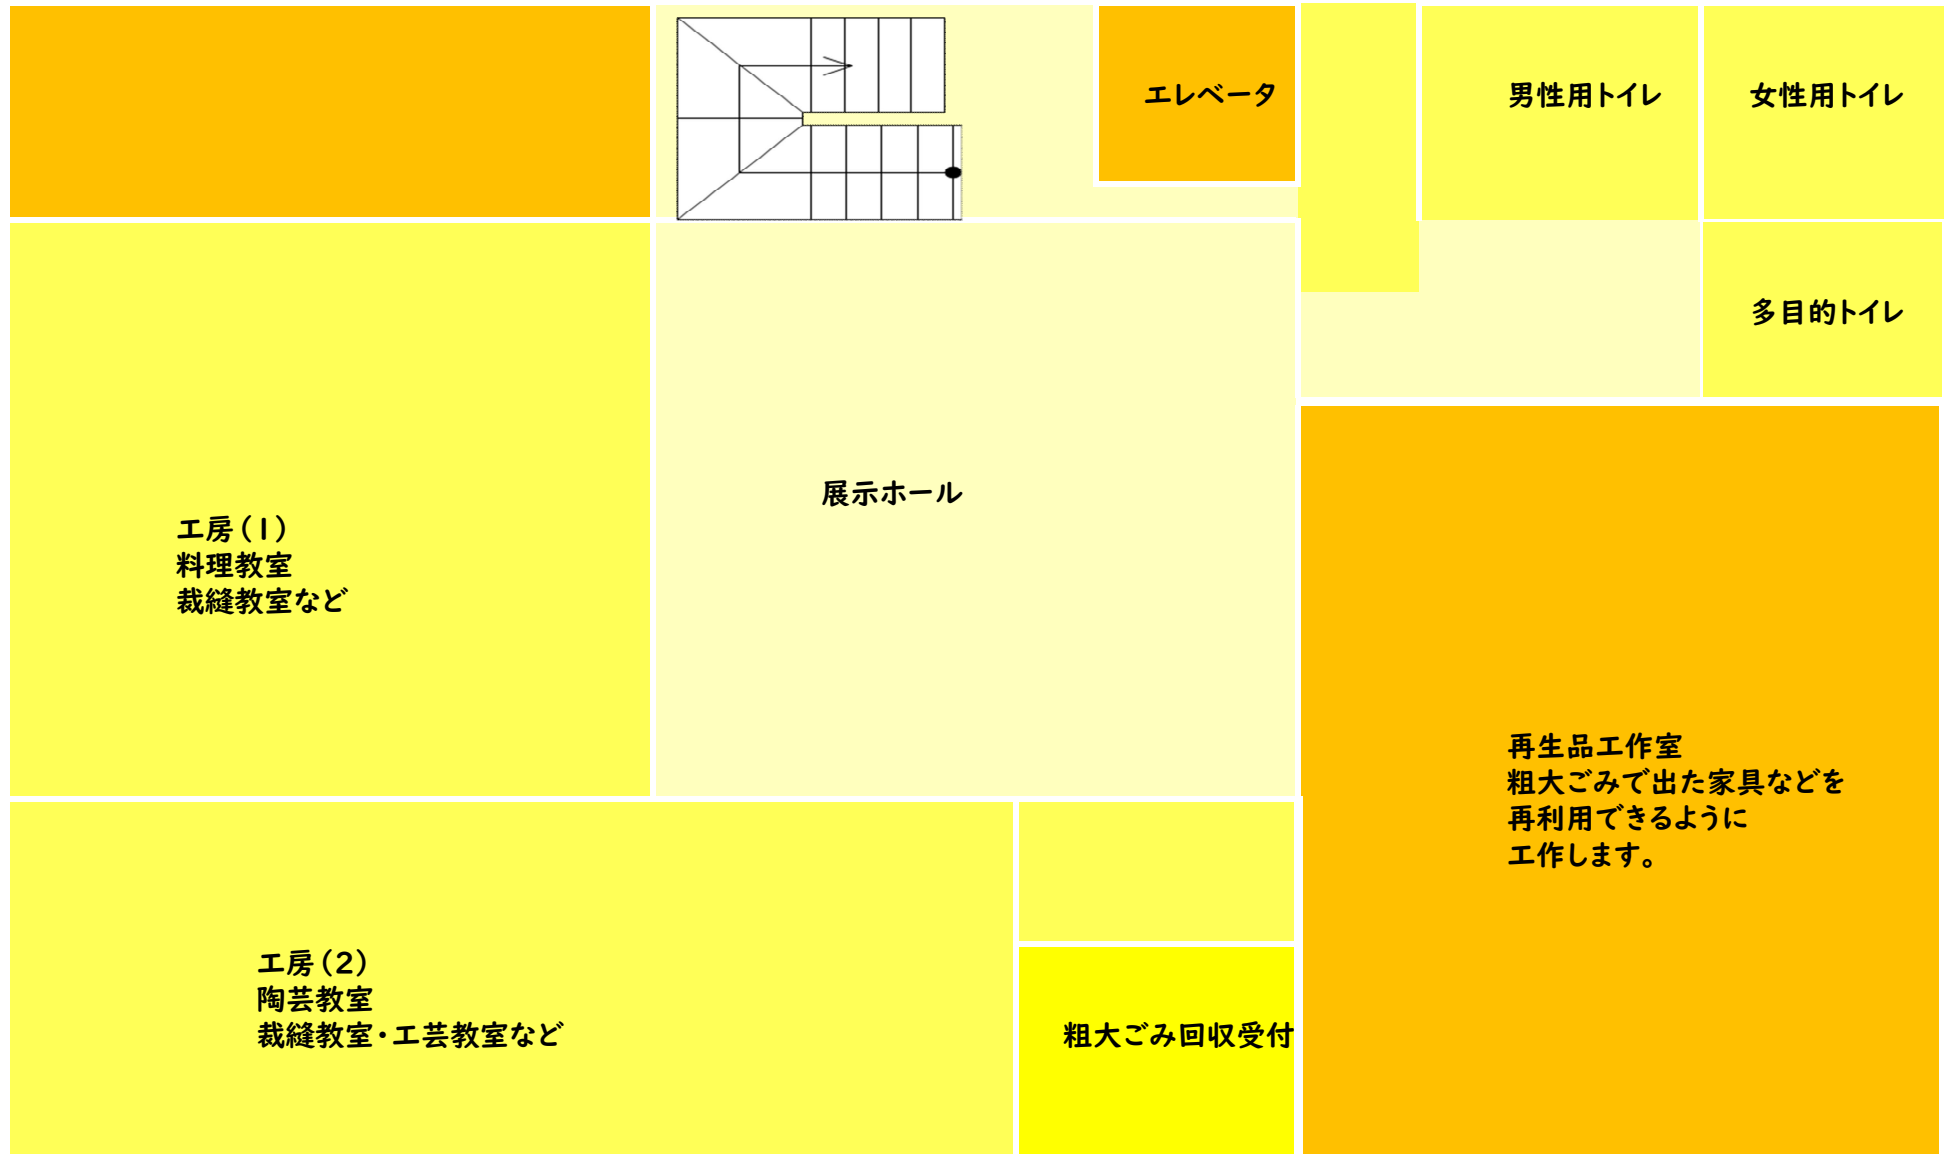 エレベータ
男性用トイレ
女性用トイレ
多目的トイレ
展示ホール
工房(1)
料理教室
裁縫教室など
再生品工作室
粗大ごみで出た家具などを
再利用できるように
工作します。
工房(2)
陶芸教室
裁縫教室・工芸教室など
粗大ごみ回収受付